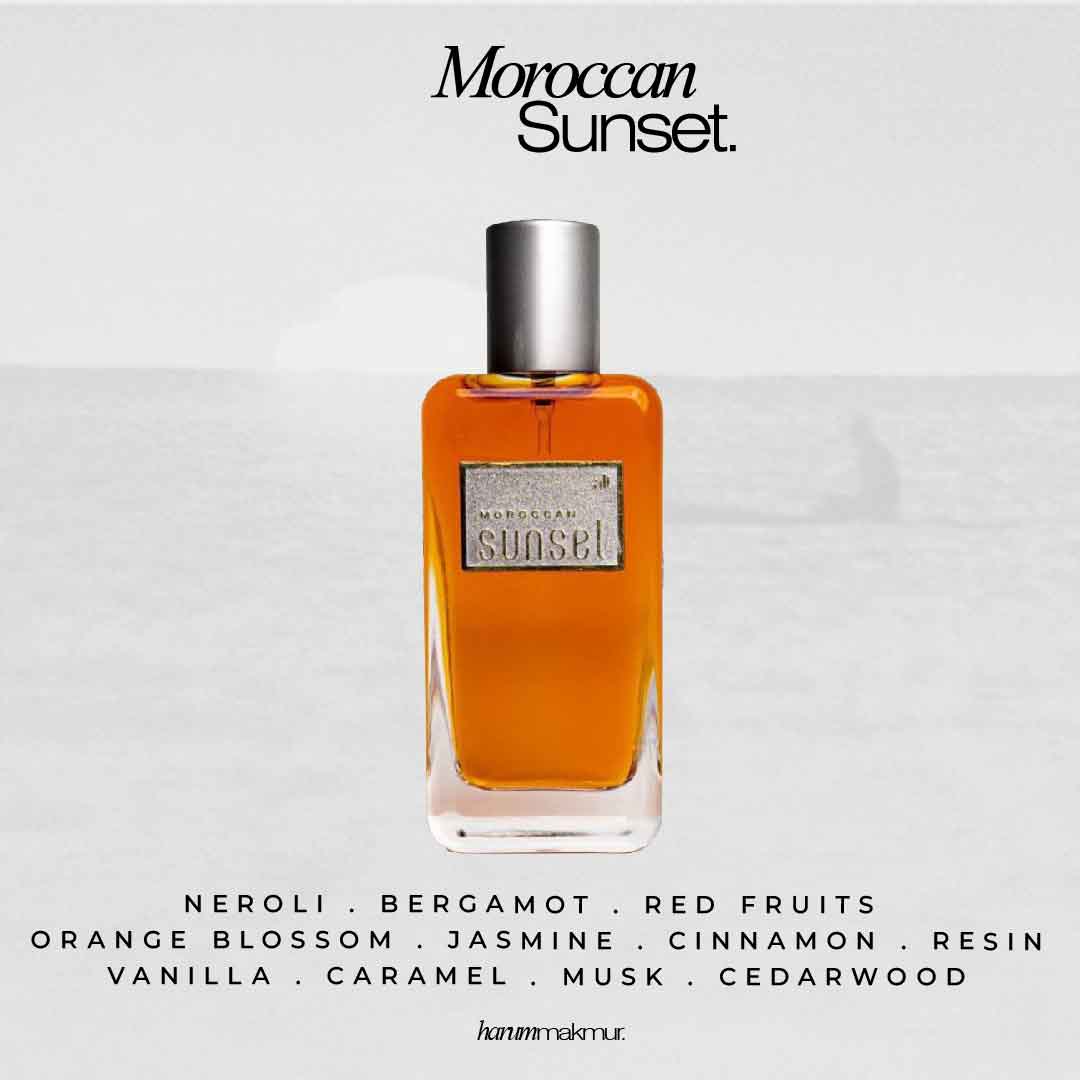 Moroccan
Sunset.
MOROCCAN
sunset
NEROLI . BERGAMOT . RED FRUITS
ORANGE BLOSSOM . JASMINE . CINNAMON . RESIN
VANILLA . CARAMEL . MUSK . CEDARWOOD
harummakmur.